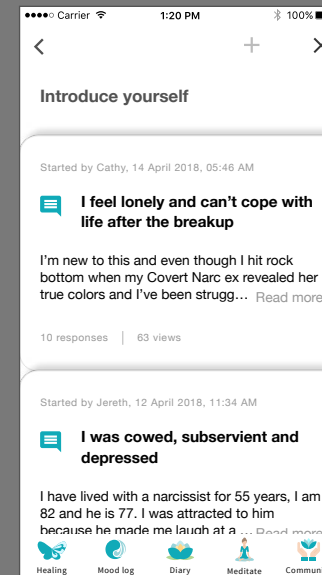 Carrier 1:20 PM 100%
Introduce yourself
Started by Cathy, 14 April 2018, 05:46 AM
I feel lonely and can’t cope with
life after the breakup
I’m new to this and even though I hit rock
bottom when my Covert Narc ex revealed her
true colors and I’ve been strugg… Read more
10 responses | 63 views
Started by Jereth, 12 April 2018, 11:34 AM
I was cowed, subservient and
depressed
I have lived with a narcissist for 55 years, I am
82 and he is 77. I was attracted to him
because he made me laugh at a … Read more
Healing Mood log Diary Meditate Commun